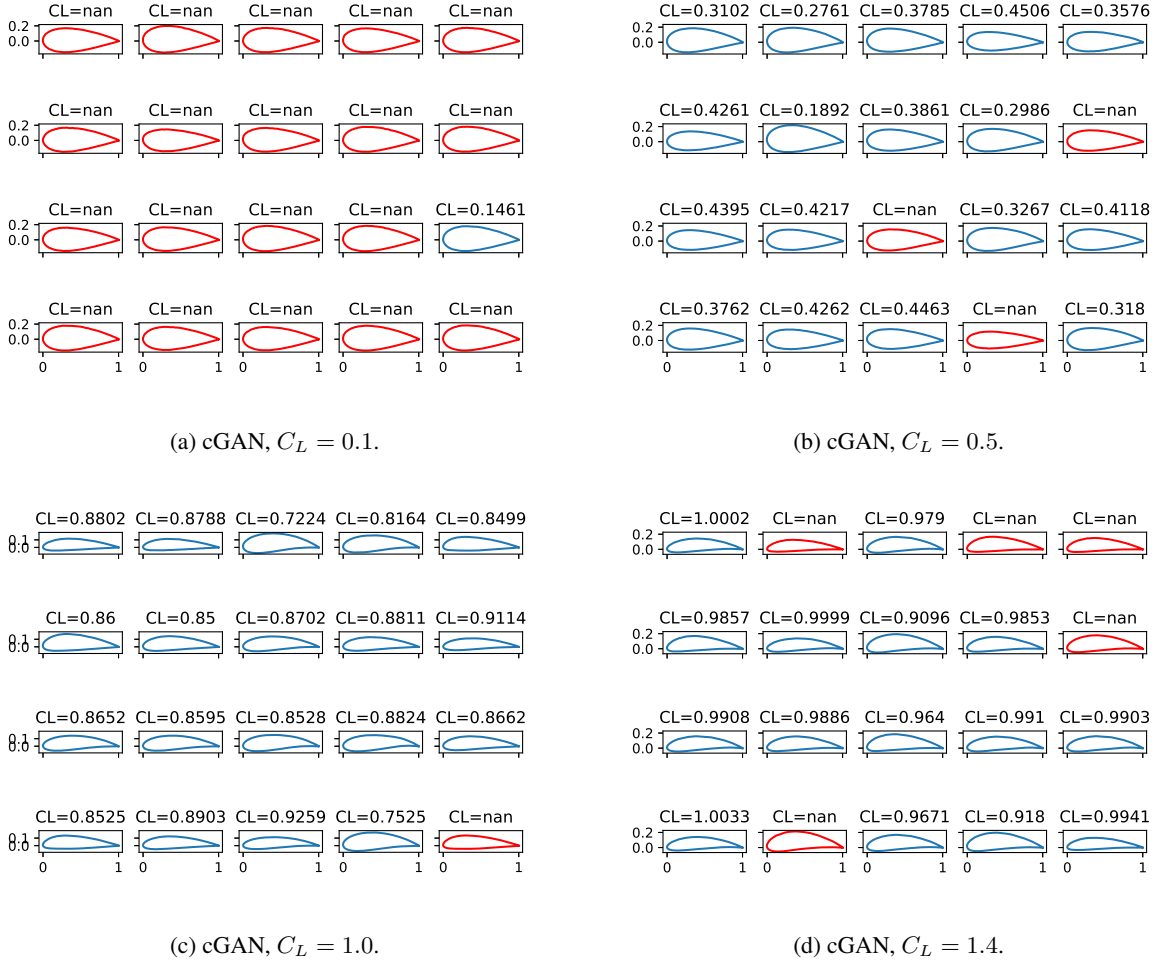 CL=nan CL=nan CL=nan CL=nan CL=nan
0.2
0.0
CL=nan CL=nan CL=nan CL=nan CL=nan
0.2
0.0
CL=nan CL=nan CL=nan CL=nan CL=0.1461
0.2
0.0
CL=nan CL=nan CL=nan CL=nan CL=nan
0.2
0.0
0 1 0 1 0 1 0 1 0 1
(a) cGAN, C_L = 0.1.
CL=0.3102 CL=0.2761 CL=0.3785 CL=0.4506 CL=0.3576
0.2
0.0
CL=0.4261 CL=0.1892 CL=0.3861 CL=0.2986 CL=nan
0.2
0.0
CL=0.4395 CL=0.4217 CL=nan CL=0.3267 CL=0.4118
0.2
0.0
CL=0.3762 CL=0.4262 CL=0.4463 CL=nan CL=0.318
0.2
0.0
0 1 0 1 0 1 0 1 0 1
(b) cGAN, C_L = 0.5.
CL=0.8802 CL=0.8788 CL=0.7224 CL=0.8164 CL=0.8499
0.1
0.0
CL=0.86 CL=0.85 CL=0.8702 CL=0.8811 CL=0.9114
0.1
0.0
CL=0.8652 CL=0.8595 CL=0.8528 CL=0.8824 CL=0.8662
0.1
0.0
CL=0.8525 CL=0.8903 CL=0.9259 CL=0.7525 CL=nan
0.1
0.0
0 1 0 1 0 1 0 1 0 1
(c) cGAN, C_L = 1.0.
CL=1.0002 CL=nan CL=0.979 CL=nan CL=nan
0.2
0.0
CL=0.9857 CL=0.9999 CL=0.9096 CL=0.9853 CL=nan
0.2
0.0
CL=0.9908 CL=0.9886 CL=0.964 CL=0.991 CL=0.9903
0.2
0.0
CL=1.0033 CL=nan CL=0.9671 CL=0.918 CL=0.9941
0.2
0.0
0 1 0 1 0 1 0 1 0 1
(d) cGAN, C_L = 1.4.